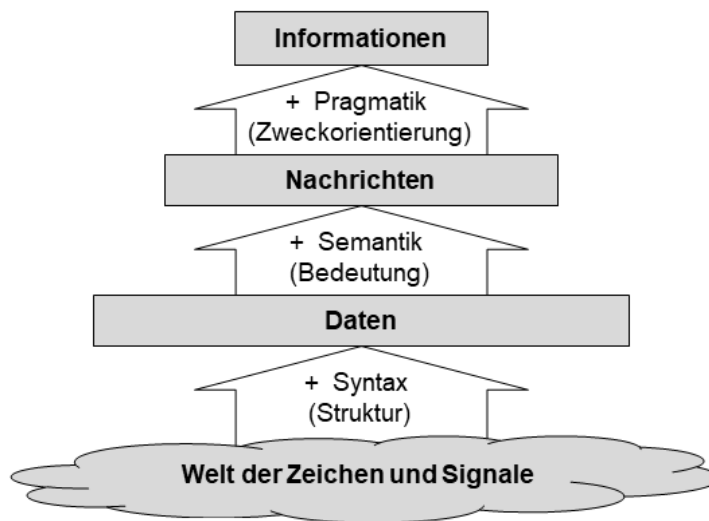 Informationen
+ Pragmatik
(Zweckorientierung)
Nachrichten
+ Semantik
(Bedeutung)
Daten
+ Syntax
(Struktur)
Welt der Zeichen und Signale